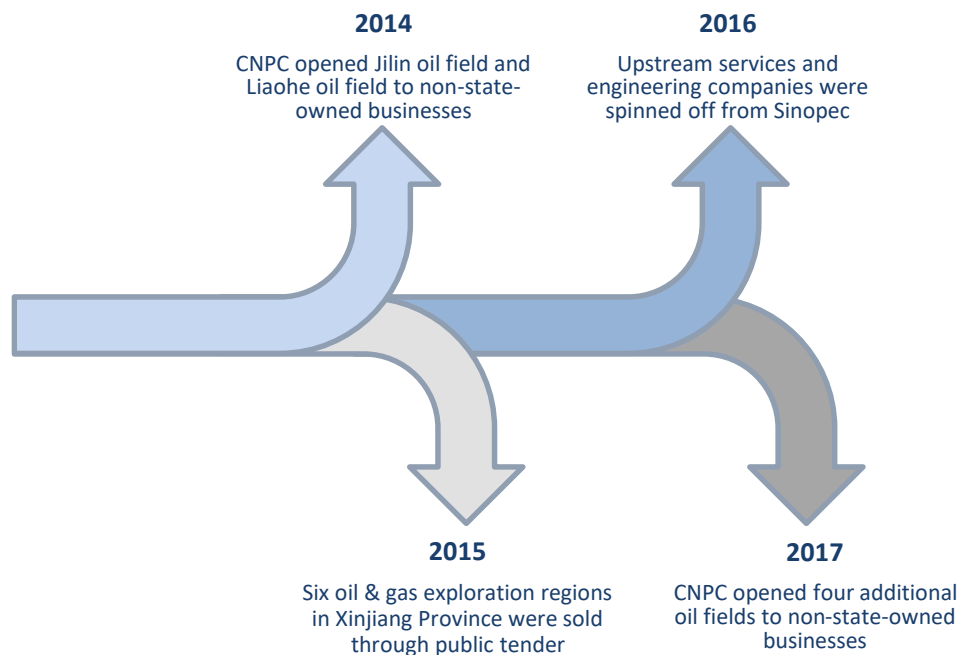 2014
CNPC opened Jilin oil field and
Liaohe oil field to non-state-
owned businesses
2016
Upstream services and
engineering companies were
spinned off from Sinopec
2015
Six oil & gas exploration regions
in Xinjiang Province were sold
through public tender
2017
CNPC opened four additional
oil fields to non-state-owned
businesses